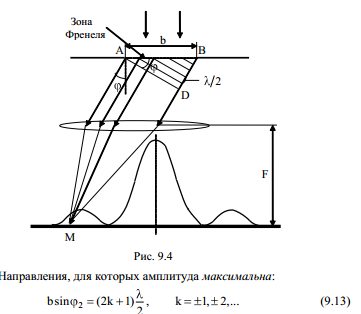 Зона
Френеля
A
b
B
φ
φ
λ/2
D
F
M
Рис. 9.4
Направления, для которых амплитуда максимальна:
b sinφ₂ = (2k + 1) λ/2, k = ±1, ±2,... (9.13)